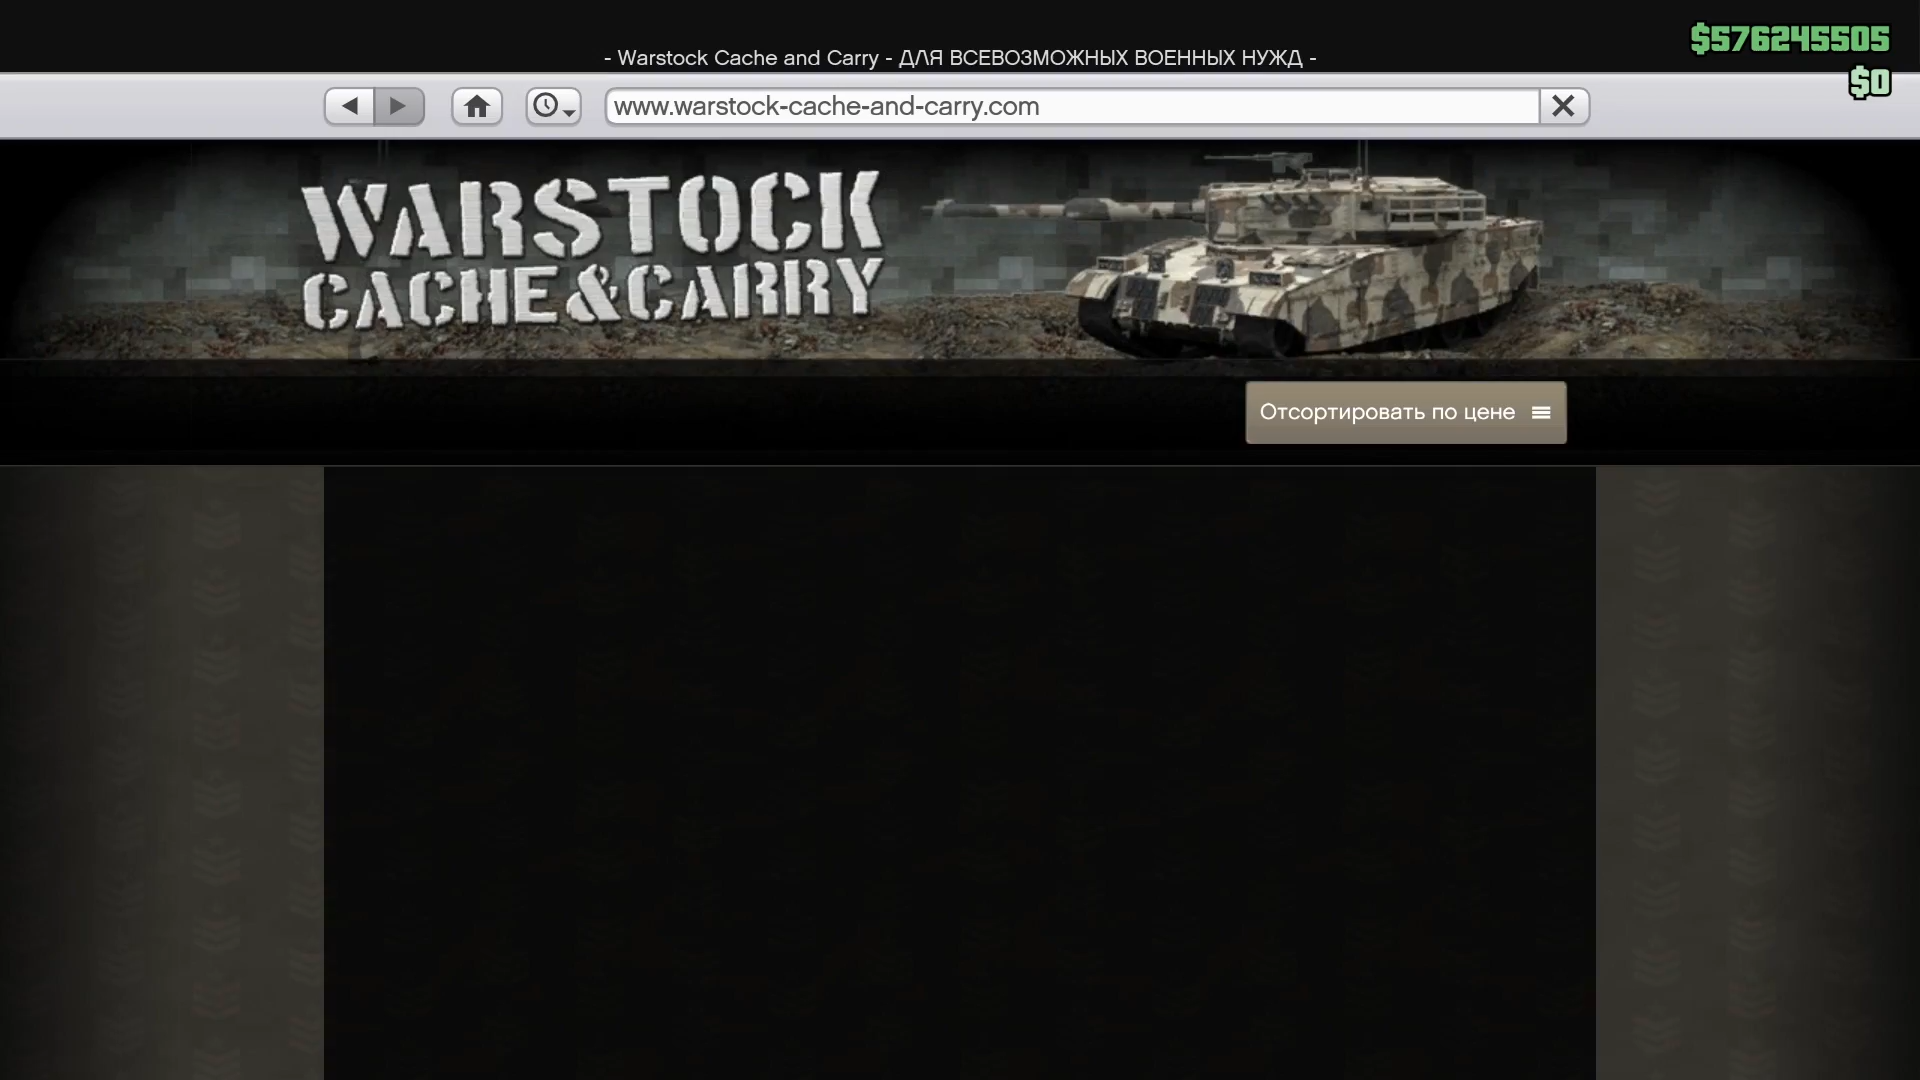 $576245505
- Warstock Cache and Carry - ДЛЯ ВСЕВОЗМОЖНЫХ ВОЕННЫХ НУЖД -
$0
www.warstock-cache-and-carry.com
WARSTOCK
CACHE & CARRY
Отсортировать по цене